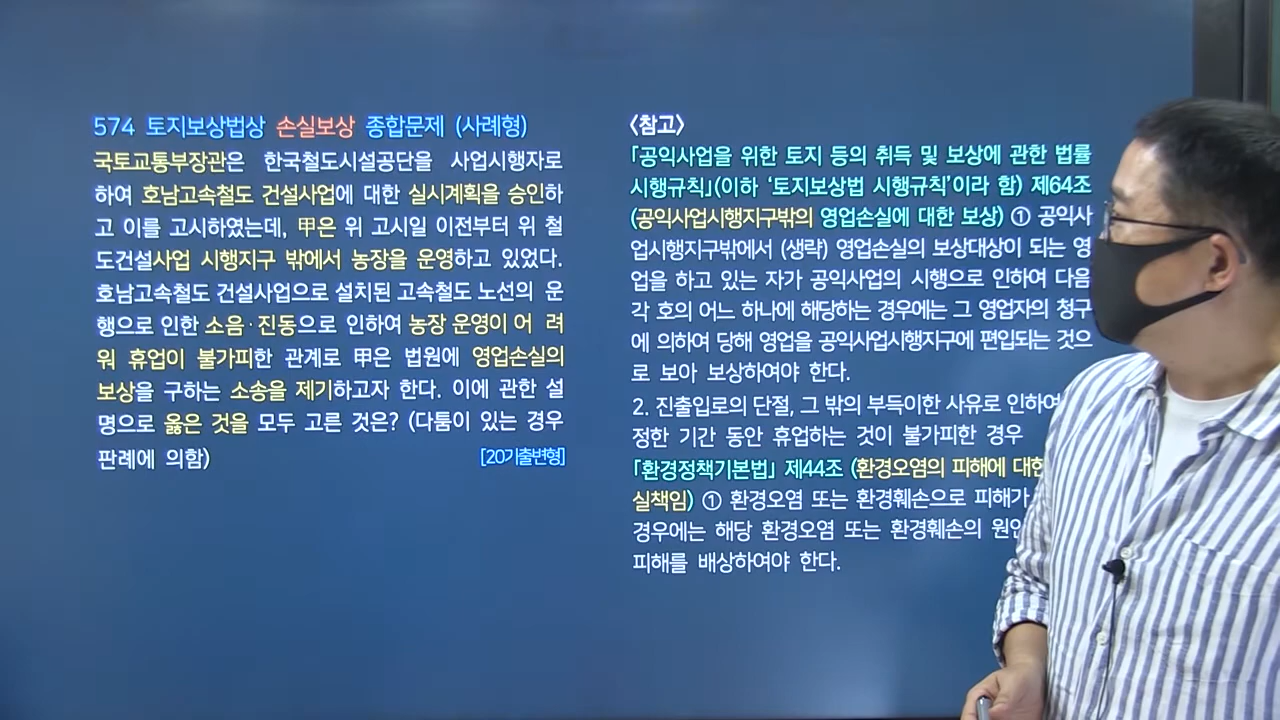 574 토지보상법상 손실보상 종합문제 (사례형)
국토교통부장관은 한국철도시설공단을 사업시행자로
하여 호남고속철도 건설사업에 대한 실시계획을 승인하
고 이를 고시하였는데, 甲은 위 고시일 이전부터 위 철
도건설사업 시행지구 밖에서 농장을 운영하고 있었다.
호남고속철도 건설사업으로 설치된 고속철도 노선의 운
행으로 인한 소음·진동으로 인하여 농장 운영이 어 려
워 휴업이 불가피한 관계로 甲은 법원에 영업손실의
보상을 구하는 소송을 제기하고자 한다. 이에 관한 설
명으로 옳은 것을 모두 고른 것은? (다툼이 있는 경우
판례에 의함) [20기출변형]
<참고>
「공익사업을 위한 토지 등의 취득 및 보상에 관한 법률
시행규칙」(이하 ‘토지보상법 시행규칙’이라 함) 제64조
(공익사업시행지구밖의 영업손실에 대한 보상) ① 공익사
업시행지구밖에서 (생략) 영업손실의 보상대상이 되는 영
업을 하고 있는 자가 공익사업의 시행으로 인하여 다음
각 호의 어느 하나에 해당하는 경우에는 그 영업자의 청구
에 의하여 당해 영업을 공익사업시행지구에 편입되는 것으
로 보아 보상하여야 한다.
2. 진출입로의 단절, 그 밖의 부득이한 사유로 인하여
정한 기간 동안 휴업하는 것이 불가피한 경우
「환경정책기본법」 제44조 (환경오염의 피해에 대한
실책임) ① 환경오염 또는 환경훼손으로 피해가
경우에는 해당 환경오염 또는 환경훼손의
피해를 배상하여야 한다.